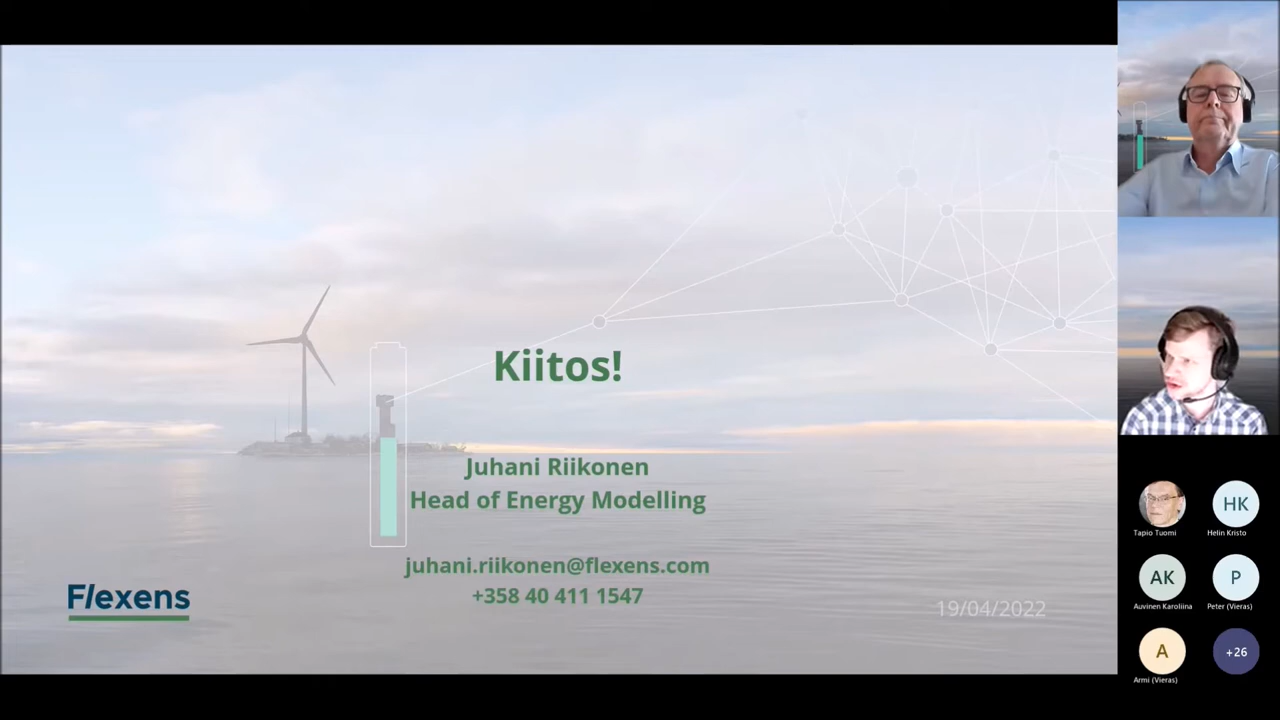 Kiitos!
Juhani Riikonen
Head of Energy Modelling
juhani.riikonen@flexens.com
+358 40 411 1547
Flexens
19/04/2022
HK
Tapio Tuomi
Helin Kristo
AK
P
Auvinen Karoliina
Peter (Vieras)
A
+26
Armi (Vieras)